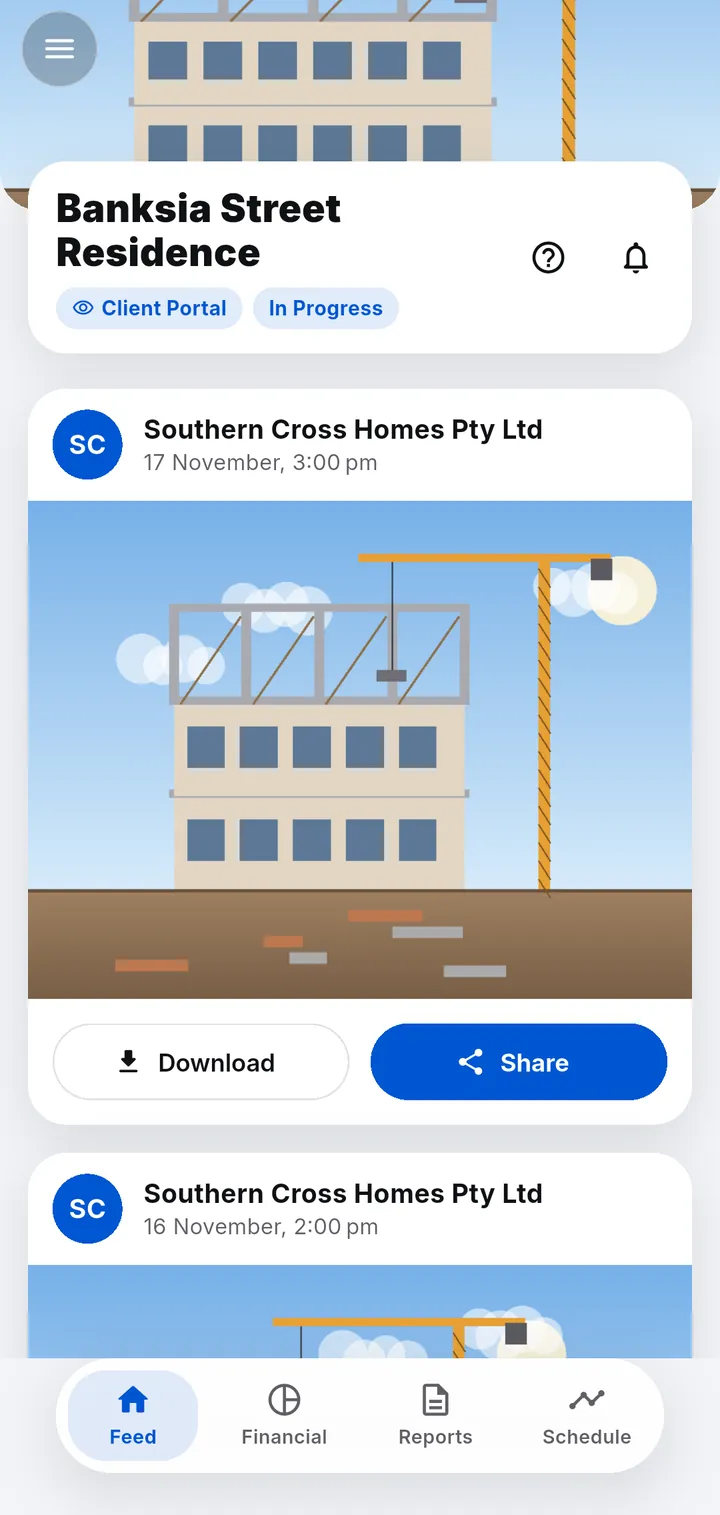 Banksia Street
Residence
Client Portal
In Progress
SC
Southern Cross Homes Pty Ltd
17 November, 3:00 pm
Download
Share
SC
Southern Cross Homes Pty Ltd
16 November, 2:00 pm
Feed
Financial
Reports
Schedule